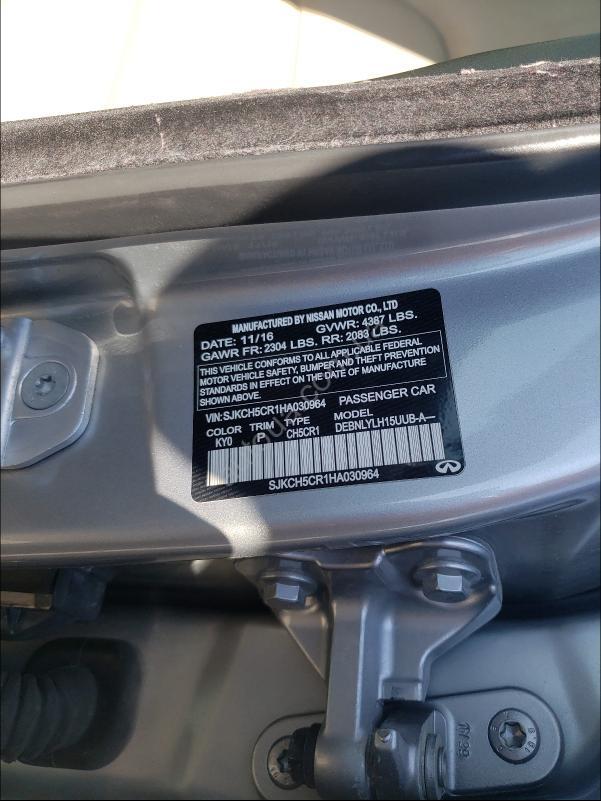 MANUFACTURED BY NISSAN MOTOR CO., LTD
DATE: 11/16 GVWR: 4387 LBS.
GAWR FR: 2304 LBS. RR: 2083 LBS.
THIS VEHICLE CONFORMS TO ALL APPLICABLE FEDERAL
MOTOR VEHICLE SAFETY, BUMPER AND THEFT PREVENTION
STANDARDS IN EFFECT ON THE DATE OF MANUFACTURE
SHOWN ABOVE.
VIN: SJKCH5CR1HA030964 PASSENGER CAR
COLOR TRIM TYPE MODEL
KY0 P CH5CR1 DEBNLYLH15UUB-A—
SJKCH5CR1HA030964